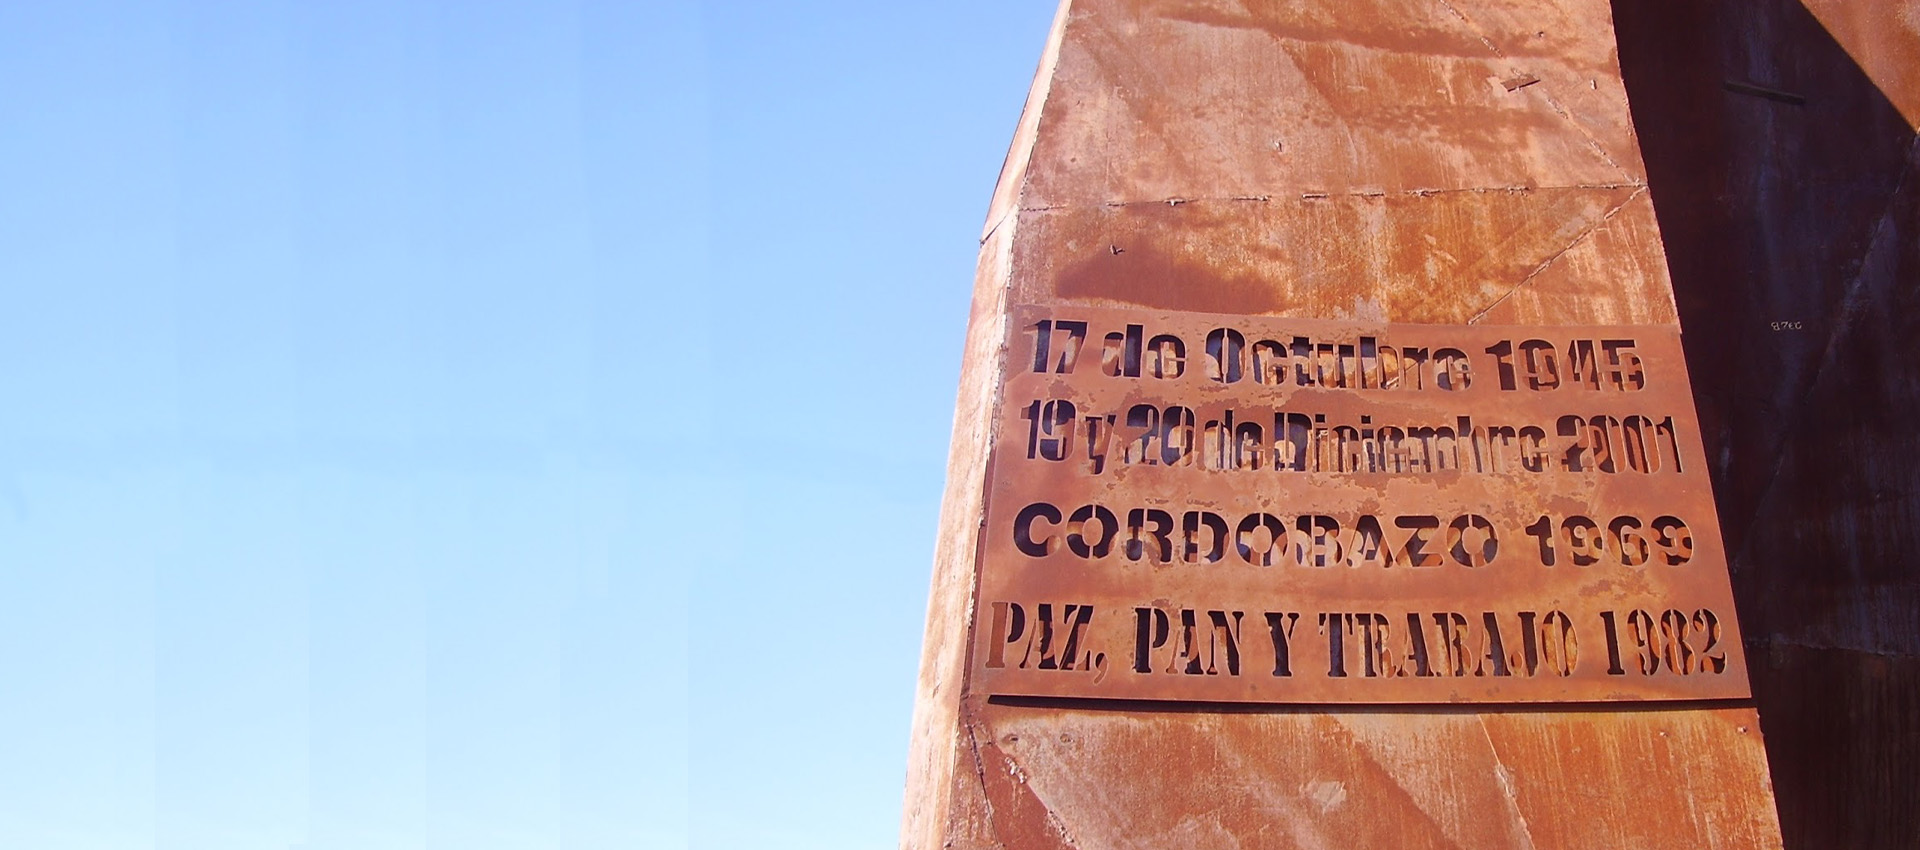 17 de Octubre 1945
19 y 20 de Diciembre 2001
CORDOBAZO 1969
PAZ, PAN Y TRABAJO 1982